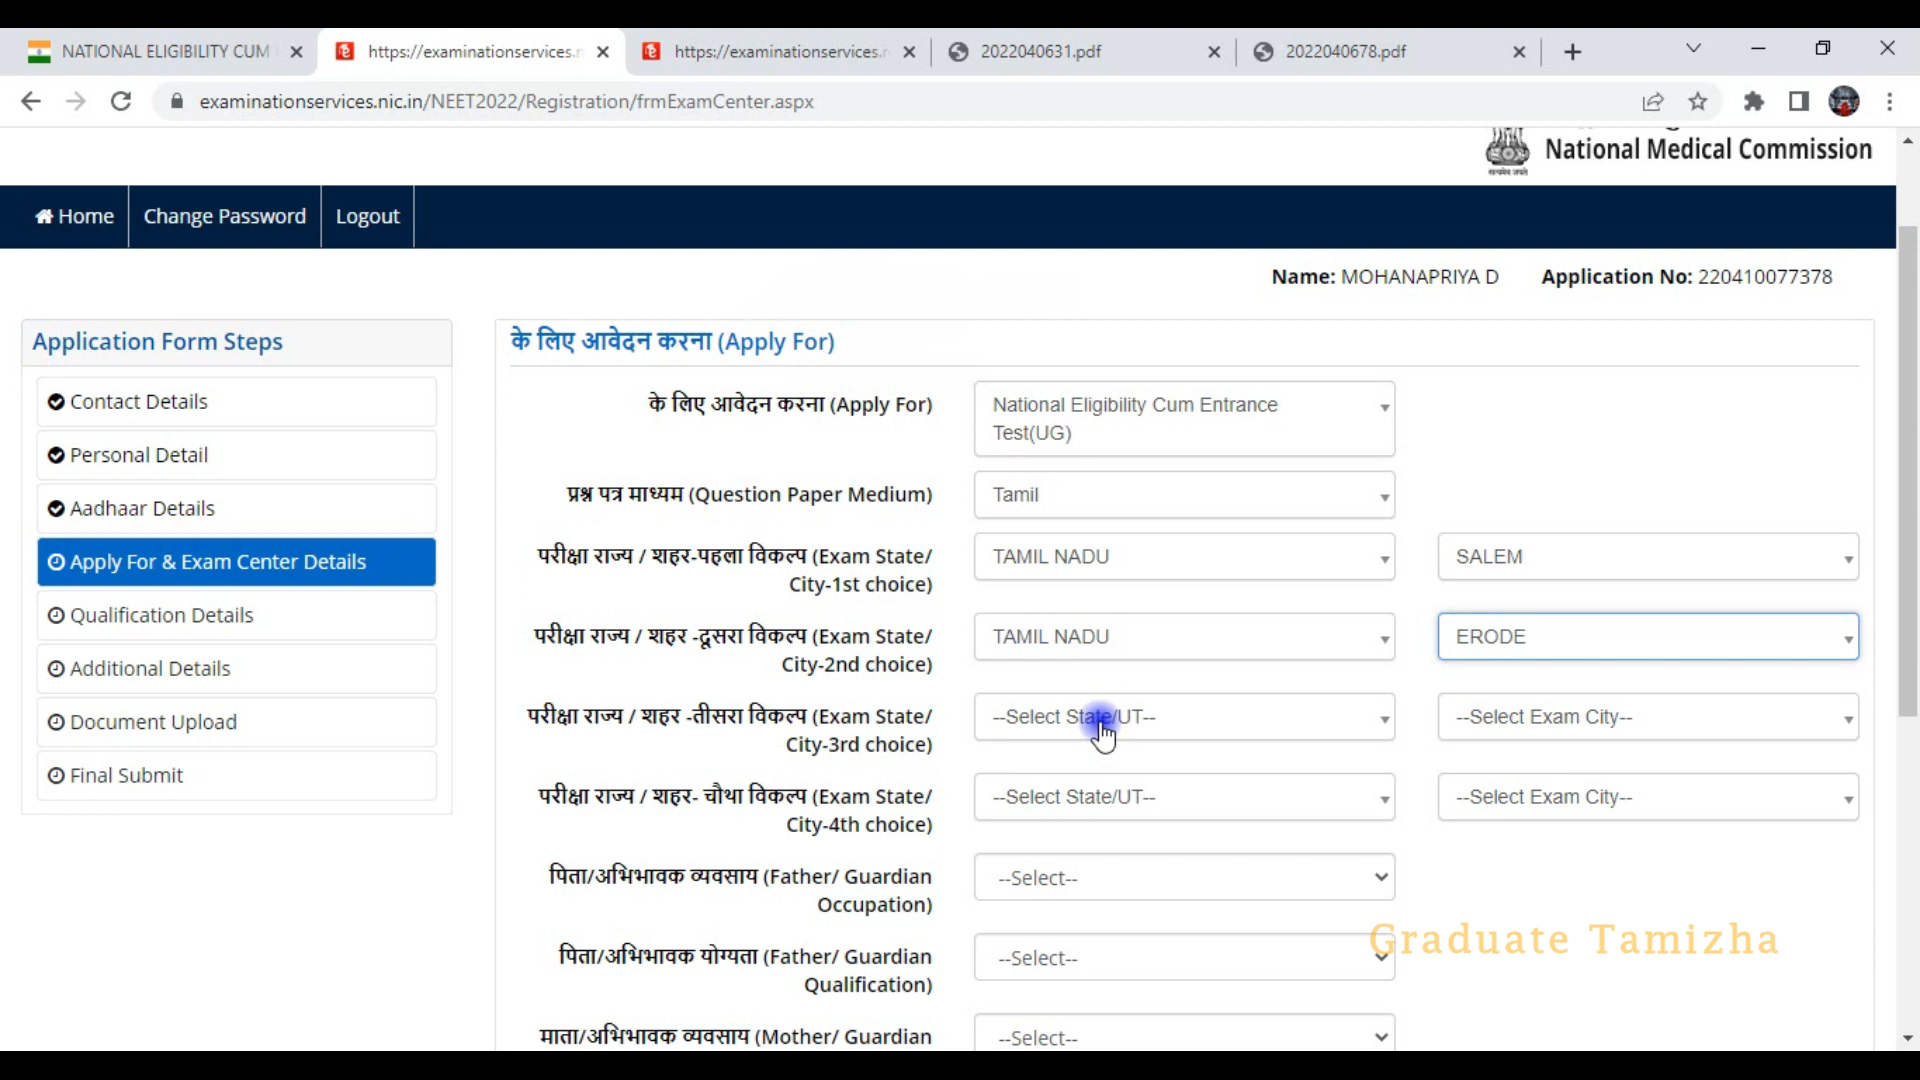 NATIONAL ELIGIBILITY CUM
https://examinationservices.n
https://examinationservices.n
2022040631.pdf
2022040678.pdf
examinationservices.nic.in/NEET2022/Registration/frmExamCenter.aspx
National Medical Commission
Home
Change Password
Logout
Name: MOHANAPRIYA D
Application No: 220410077378
Application Form Steps
Contact Details
Personal Detail
Aadhaar Details
Apply For & Exam Center Details
Qualification Details
Additional Details
Document Upload
Final Submit
के लिए आवेदन करना (Apply For)
के लिए आवेदन करना (Apply For)
National Eligibility Cum Entrance
Test(UG)
प्रश्न पत्र माध्यम (Question Paper Medium)
Tamil
परीक्षा राज्य / शहर-पहला विकल्प (Exam State/
City-1st choice)
TAMIL NADU
SALEM
परीक्षा राज्य / शहर -दूसरा विकल्प (Exam State/
City-2nd choice)
TAMIL NADU
ERODE
परीक्षा राज्य / शहर -तीसरा विकल्प (Exam State/
City-3rd choice)
--Select State/UT--
--Select Exam City--
परीक्षा राज्य / शहर- चौथा विकल्प (Exam State/
City-4th choice)
--Select State/UT--
--Select Exam City--
पिता/अभिभावक व्यवसाय (Father/ Guardian
Occupation)
--Select--
Graduate Tamizha
पिता/अभिभावक योग्यता (Father/ Guardian
Qualification)
--Select--
माता/अभिभावक व्यवसाय (Mother/ Guardian
--Select--